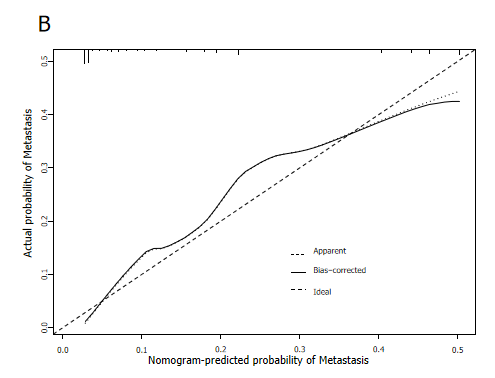 B
Actual probability of Metastasis
0.5
0.4
0.3
0.2
0.1
0.0
Apparent
Bias-corrected
Ideal
0.0 0.1 0.2 0.3 0.4 0.5
Nomogram-predicted probability of Metastasis